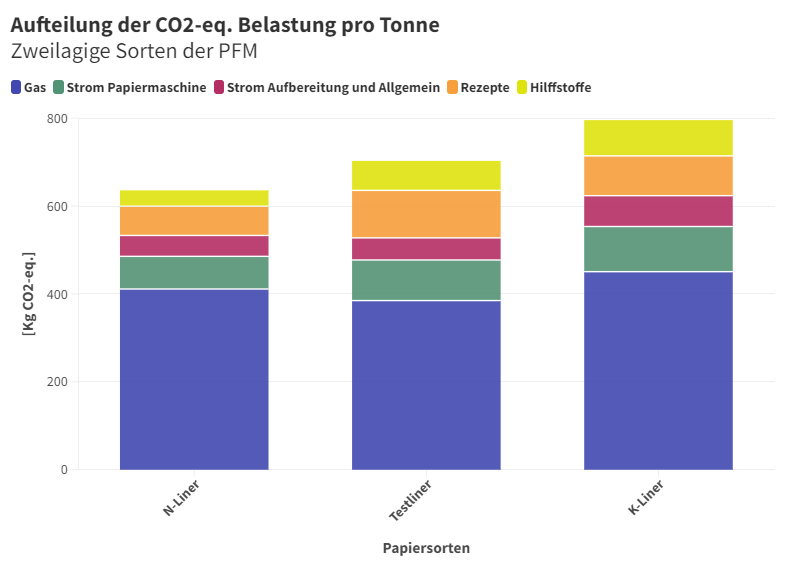 Aufteilung der CO2-eq. Belastung pro Tonne
Zweilagige Sorten der PFM
Gas Strom Papiermaschine Strom Aufbereitung und Allgemein Rezepte Hilffstoffe
800
600
400
200
0
[Kg CO2-eq.]
N-Liner
Testliner
K-Liner
Papiersorten